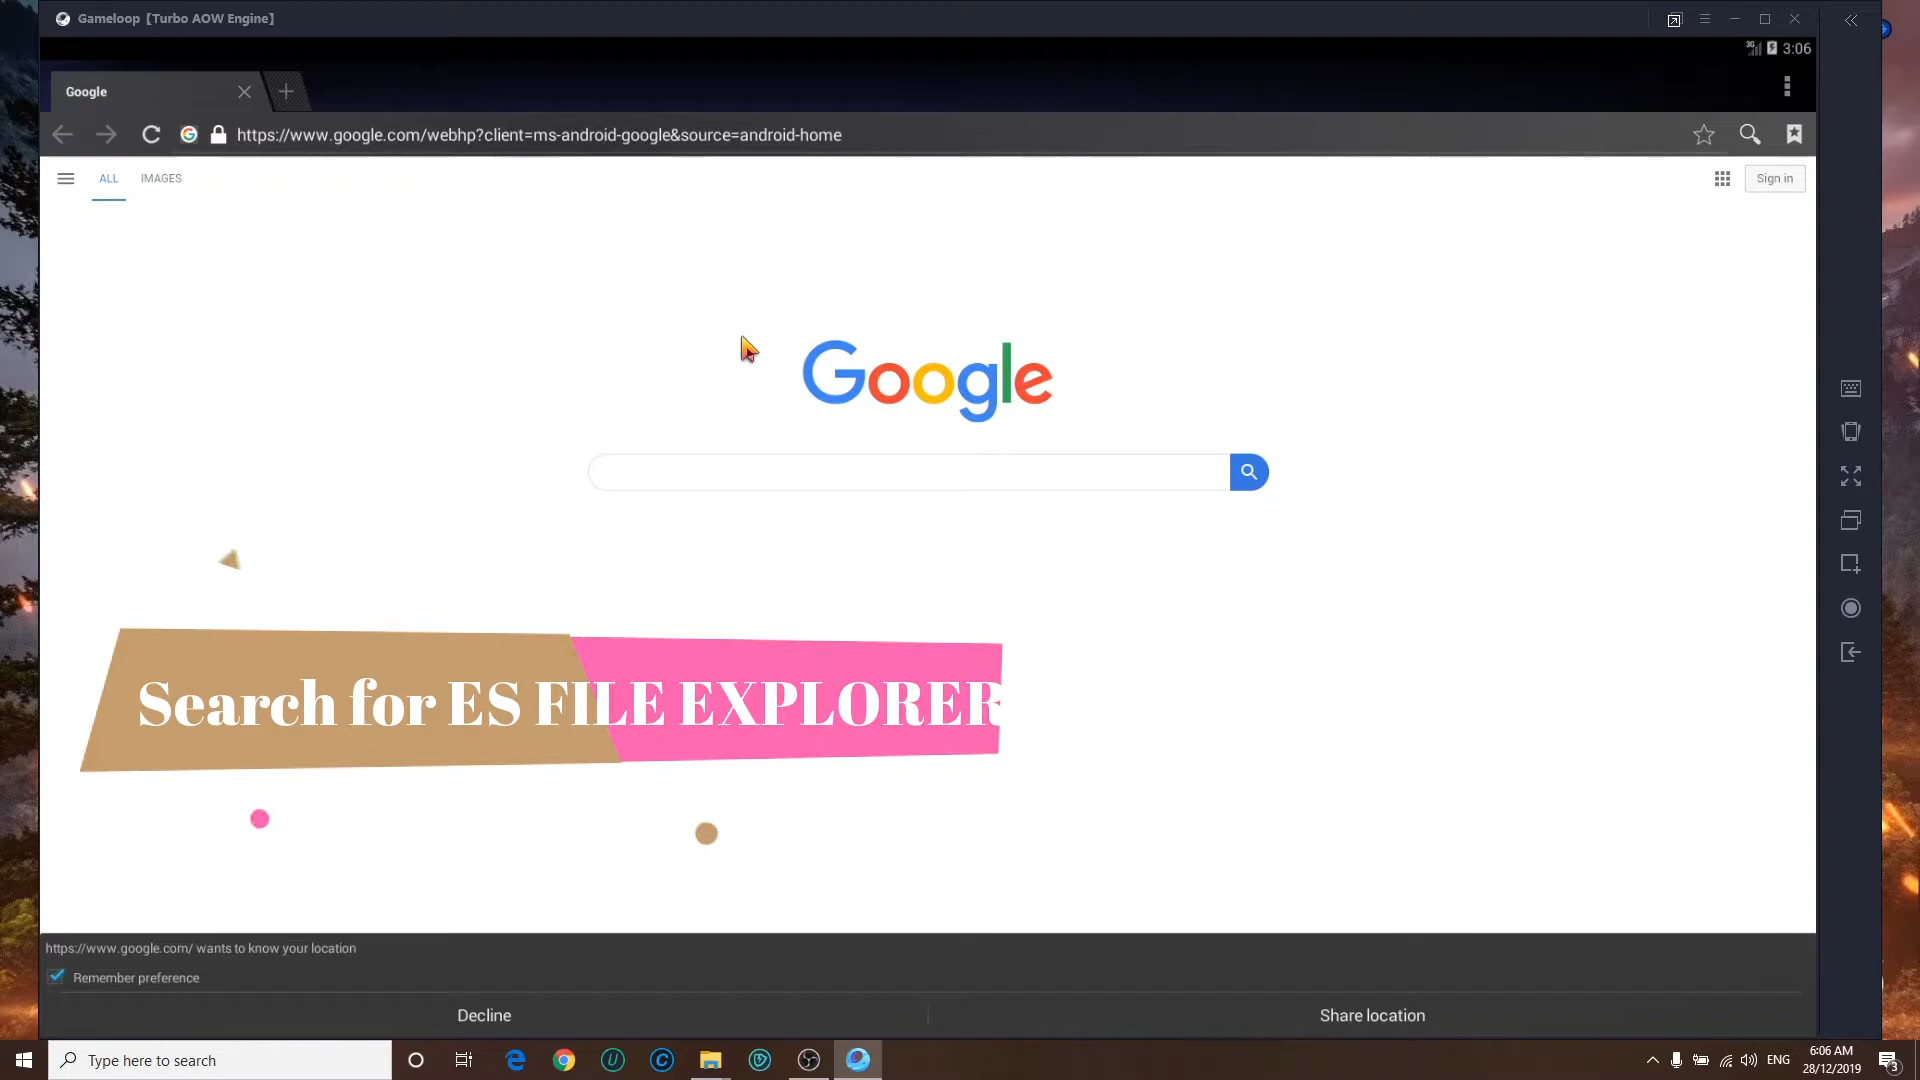 Gameloop [Turbo AOW Engine]
3G 3:06
Google
https://www.google.com/webhp?client=ms-android-google&source=android-home
ALL IMAGES Sign in
Google
Search for ES FILE EXPLORER
https://www.google.com/ wants to know your location
Remember preference
Decline Share location
Type here to search
ENG
6:06 AM
28/12/2019
3